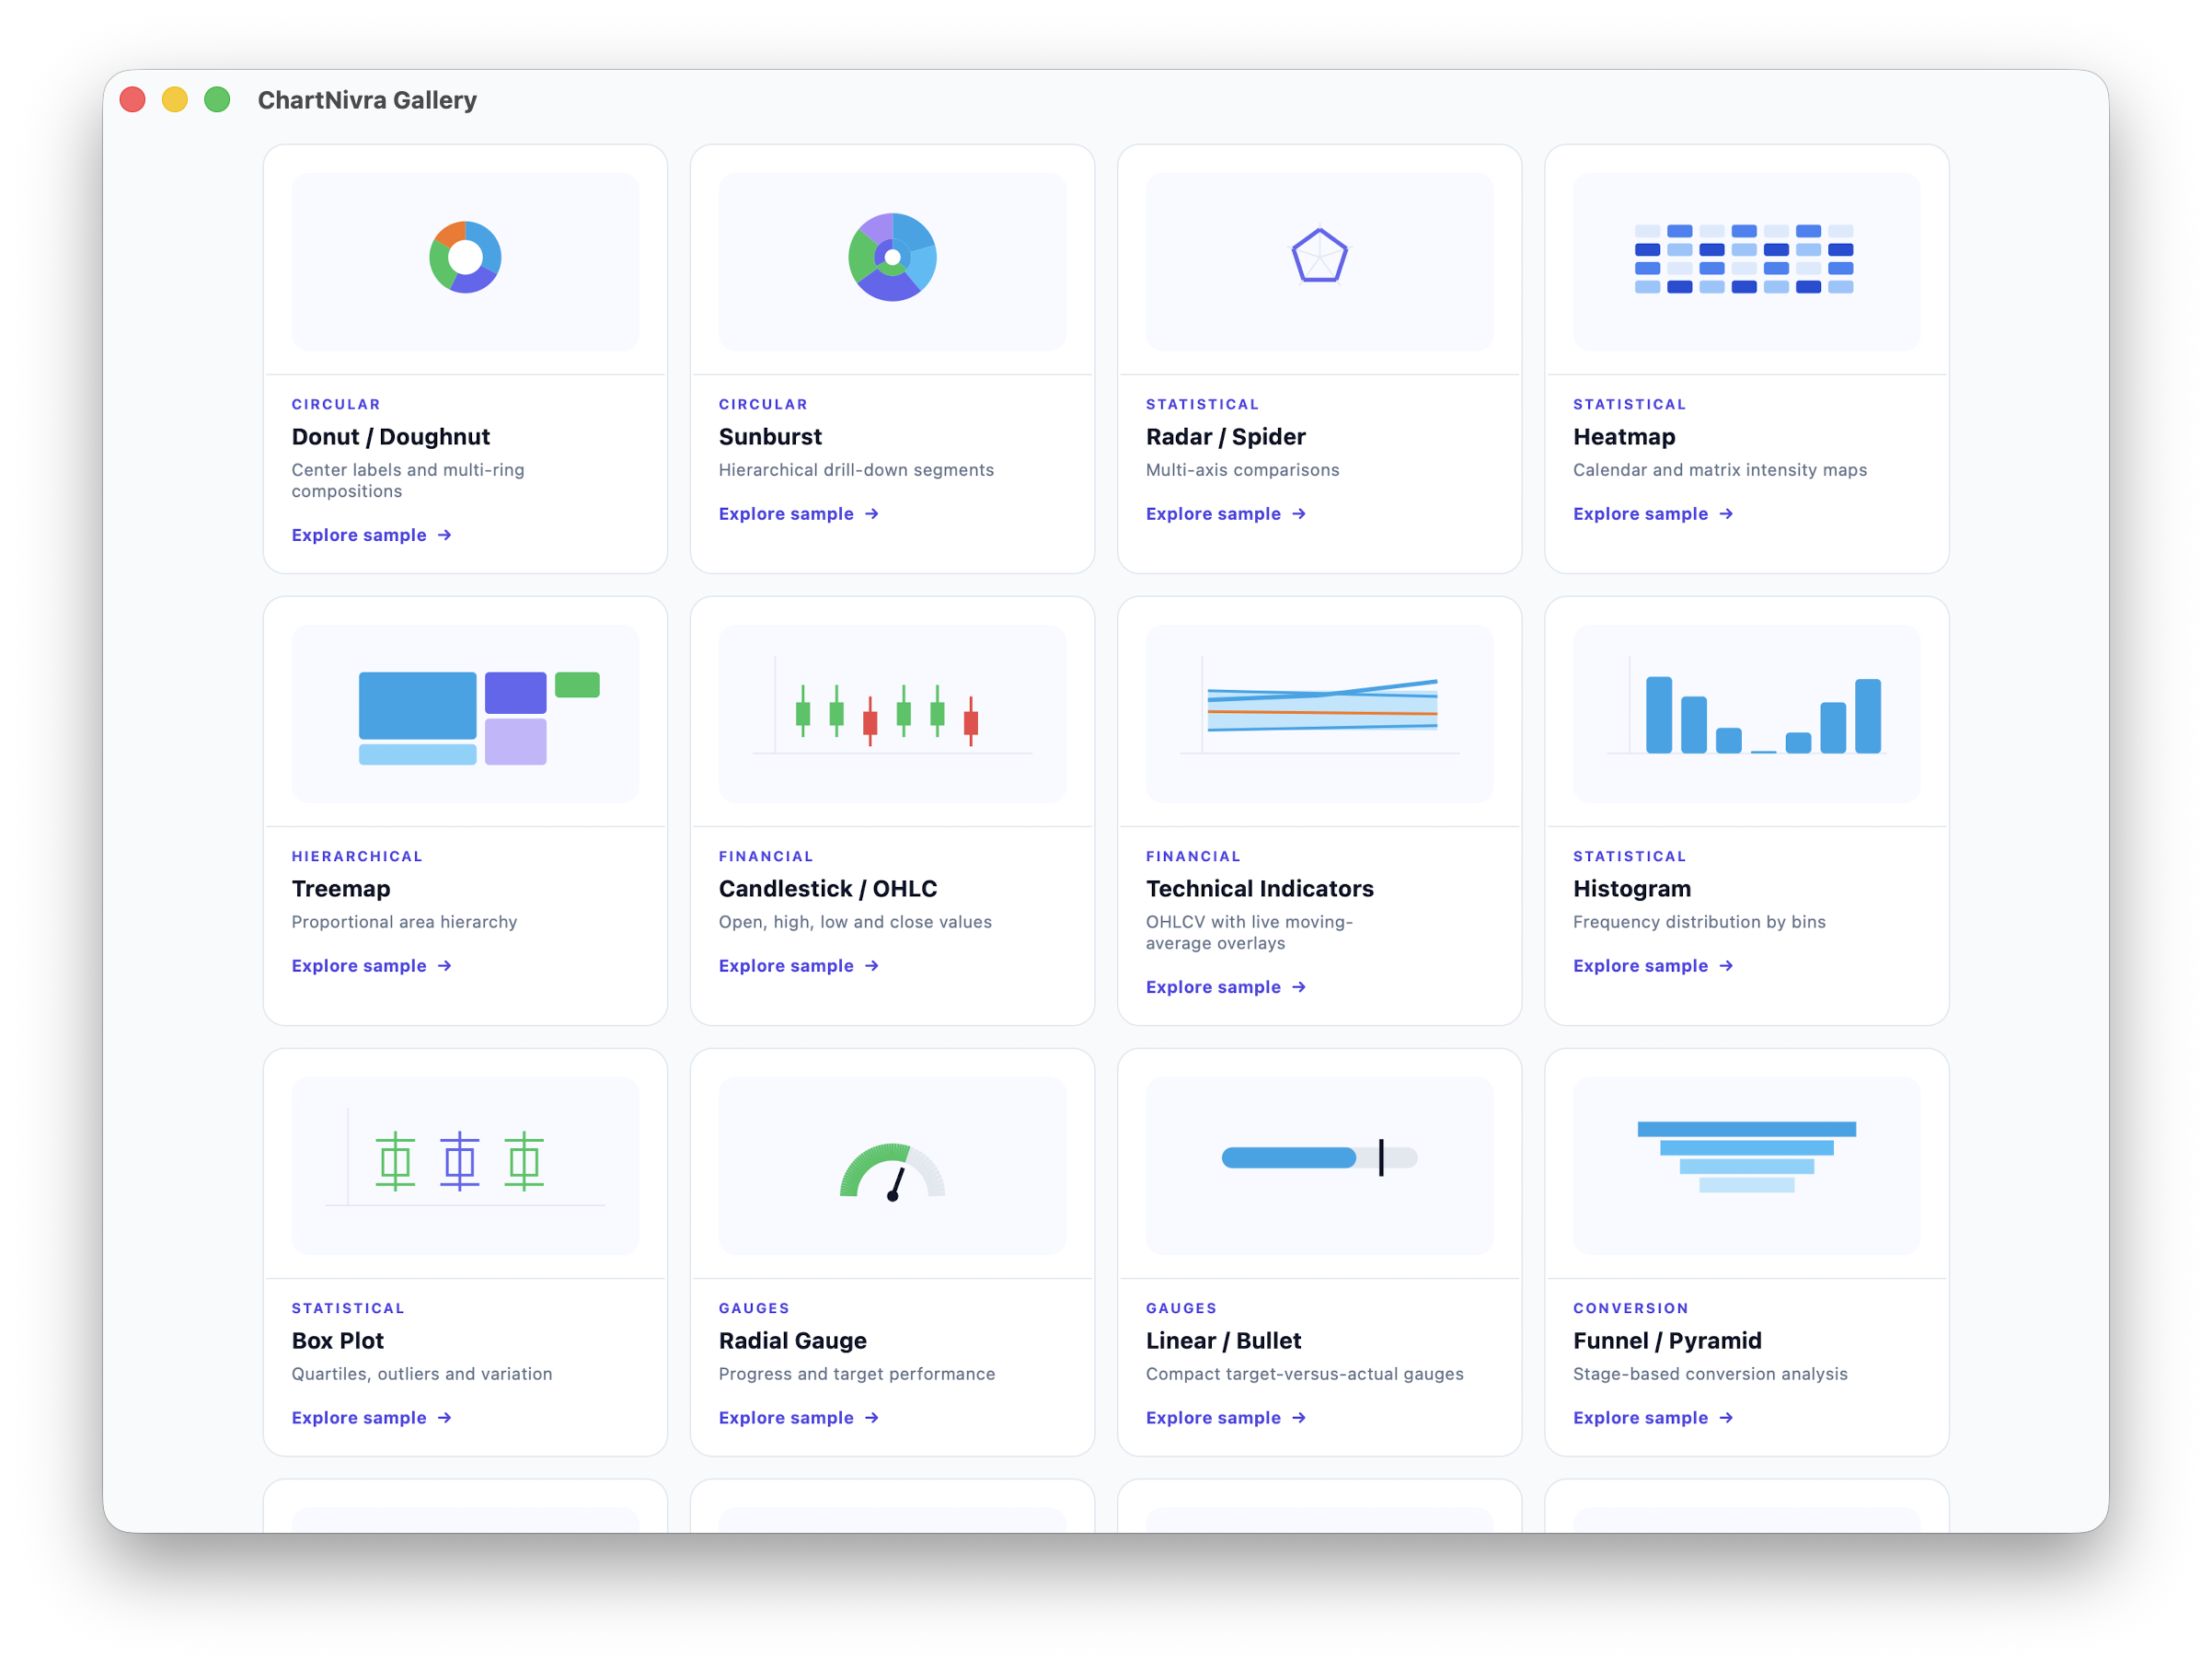 ChartNivra Gallery
CIRCULAR
Donut / Doughnut
Center labels and multi-ring
compositions
Explore sample →
CIRCULAR
Sunburst
Hierarchical drill-down segments
Explore sample →
STATISTICAL
Radar / Spider
Multi-axis comparisons
Explore sample →
STATISTICAL
Heatmap
Calendar and matrix intensity maps
Explore sample →
HIERARCHICAL
Treemap
Proportional area hierarchy
Explore sample →
FINANCIAL
Candlestick / OHLC
Open, high, low and close values
Explore sample →
FINANCIAL
Technical Indicators
OHLCV with live moving-
average overlays
Explore sample →
STATISTICAL
Histogram
Frequency distribution by bins
Explore sample →
STATISTICAL
Box Plot
Quartiles, outliers and variation
Explore sample →
GAUGES
Radial Gauge
Progress and target performance
Explore sample →
GAUGES
Linear / Bullet
Compact target-versus-actual gauges
Explore sample →
CONVERSION
Funnel / Pyramid
Stage-based conversion analysis
Explore sample →